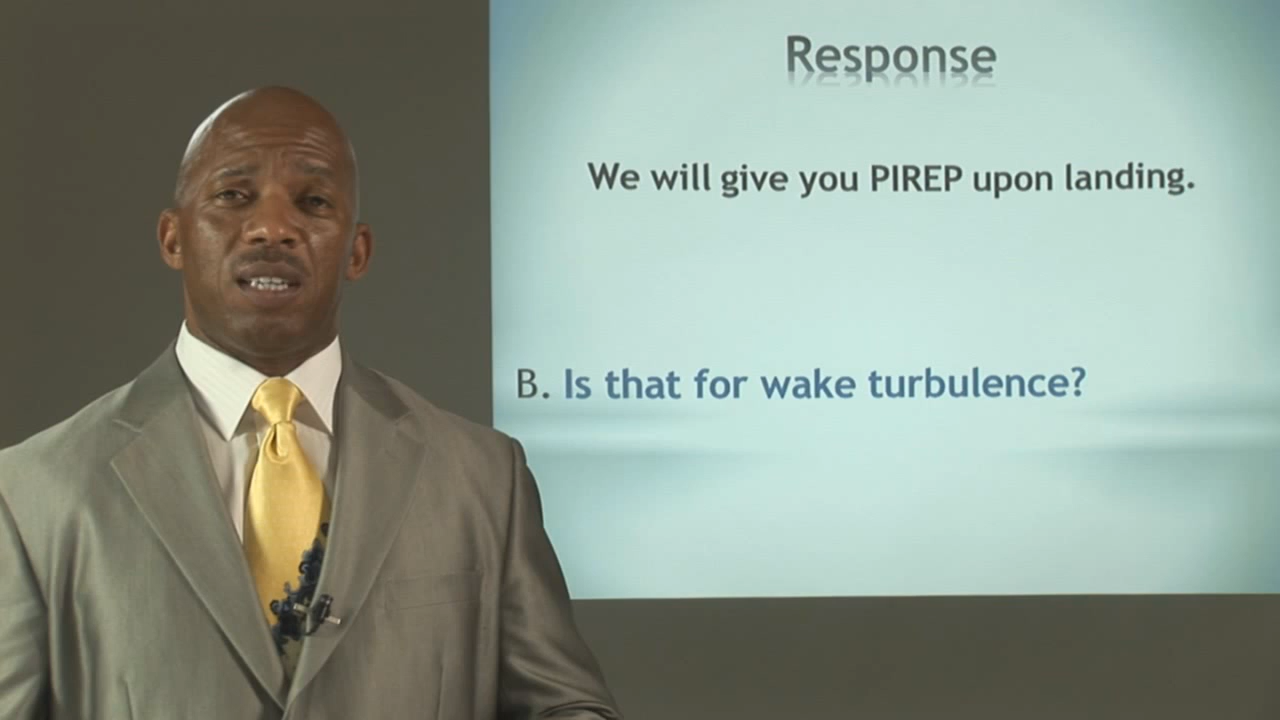 Response
We will give you PIREP upon landing.
B. Is that for wake turbulence?